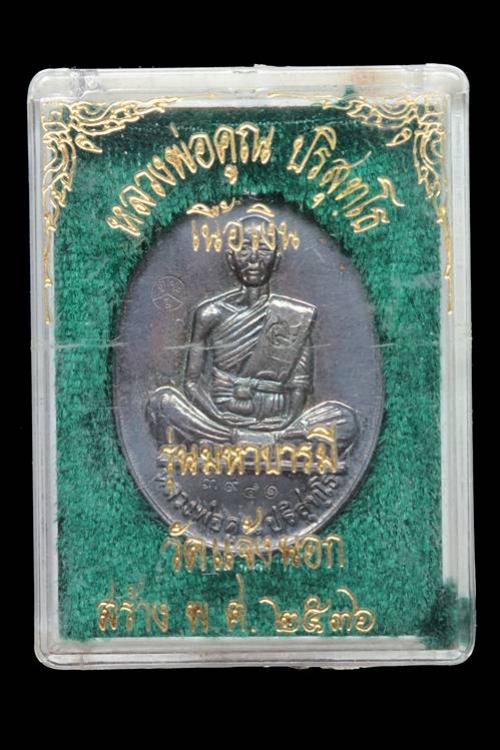 หลวงพ่อคูณ ปริสุทฺโธ
เนื้อเงิน
รุ่นมหาบารมี
๓๙๕๑
หลวงพ่อคูณ ปริสุทฺโธ
วัดแจ้งนอก
สร้าง พ.ศ. ๒๕๓๖